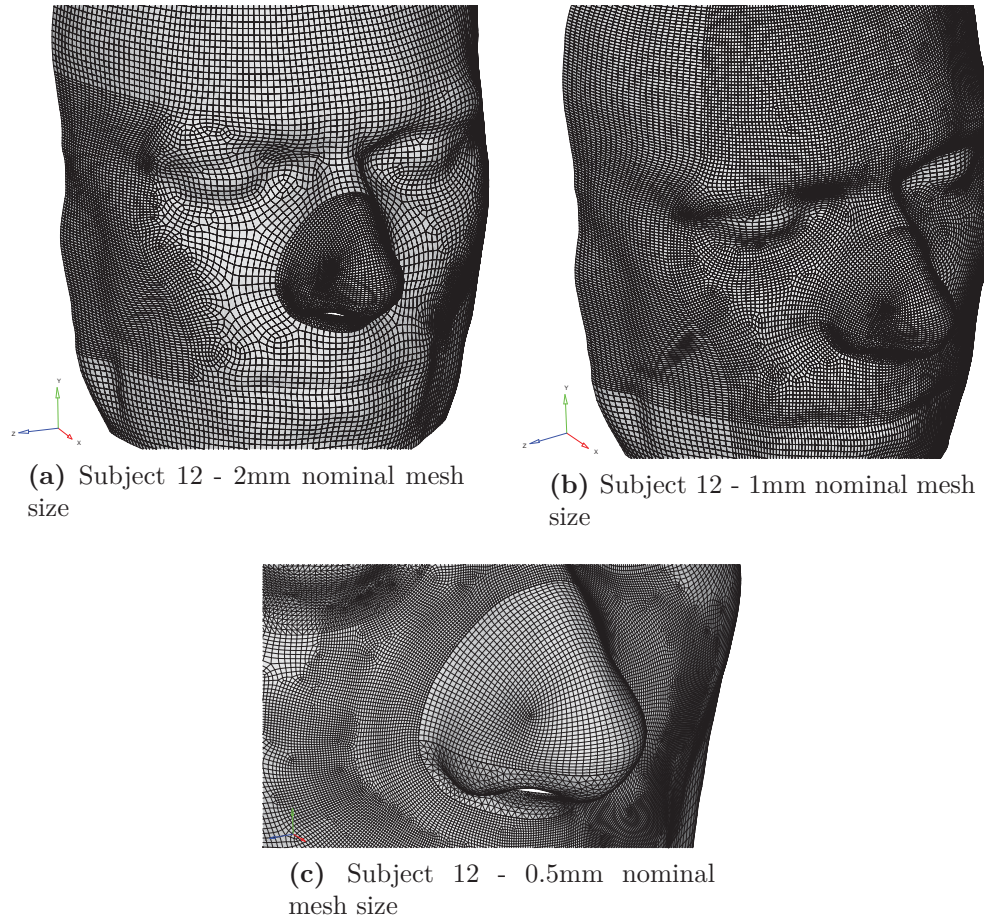 Y
Z
X
(a) Subject 12 - 2mm nominal mesh
size
Y
Z
X
(b) Subject 12 - 1mm nominal mesh
size
(c) Subject 12 - 0.5mm nominal
mesh size